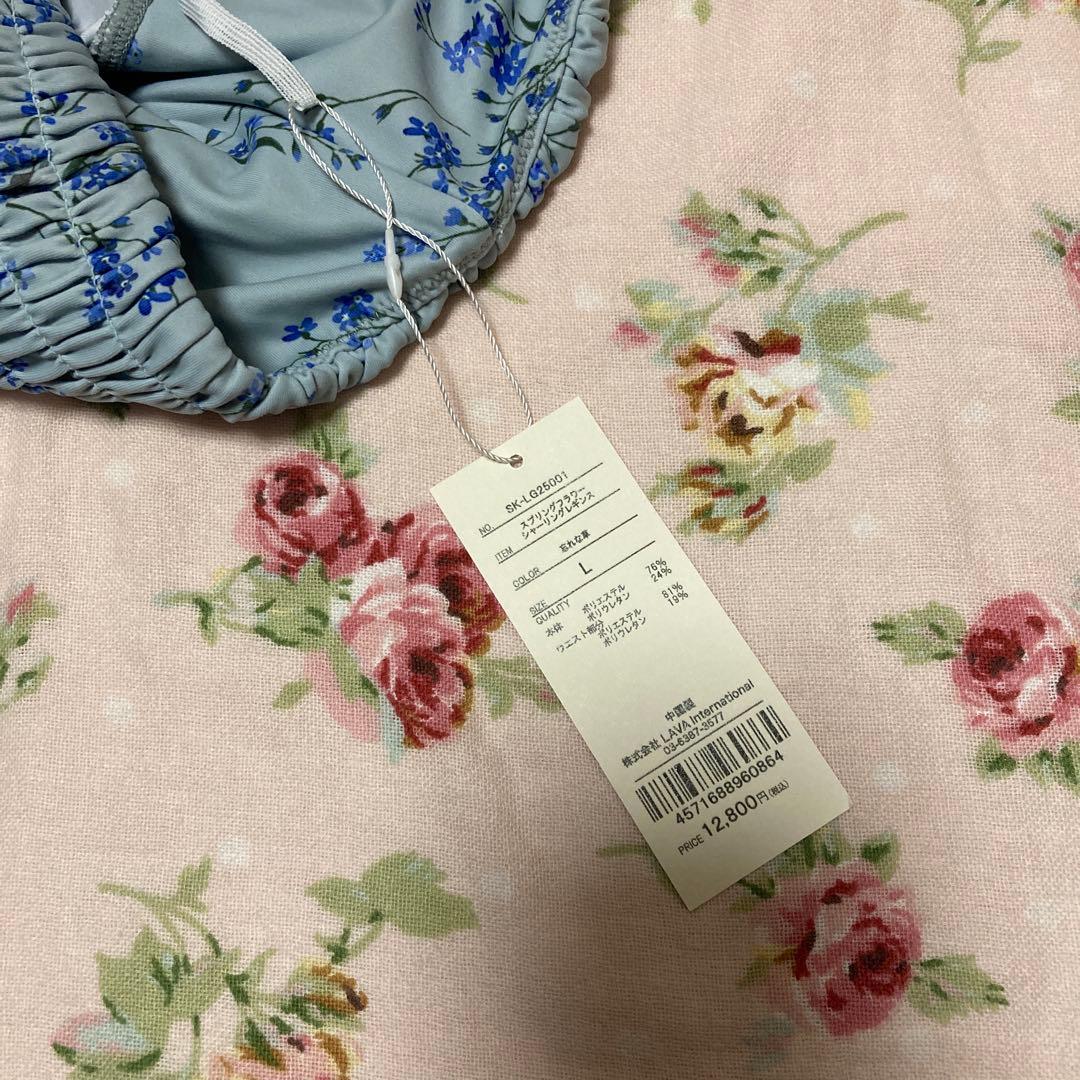 NO. SK-LG25001
ITEM スプリングフラワー
シャーリングレギンス
COLOR 忘れな草
SIZE L
QUALITY
本体 ポリエステル 76%
ポリウレタン 24%
ウエスト部分
ポリエステル 81%
ポリウレタン 19%
中国製
株式会社 LAVA International
03-6387-3577
4571688960864
PRICE 12,800円(税込)